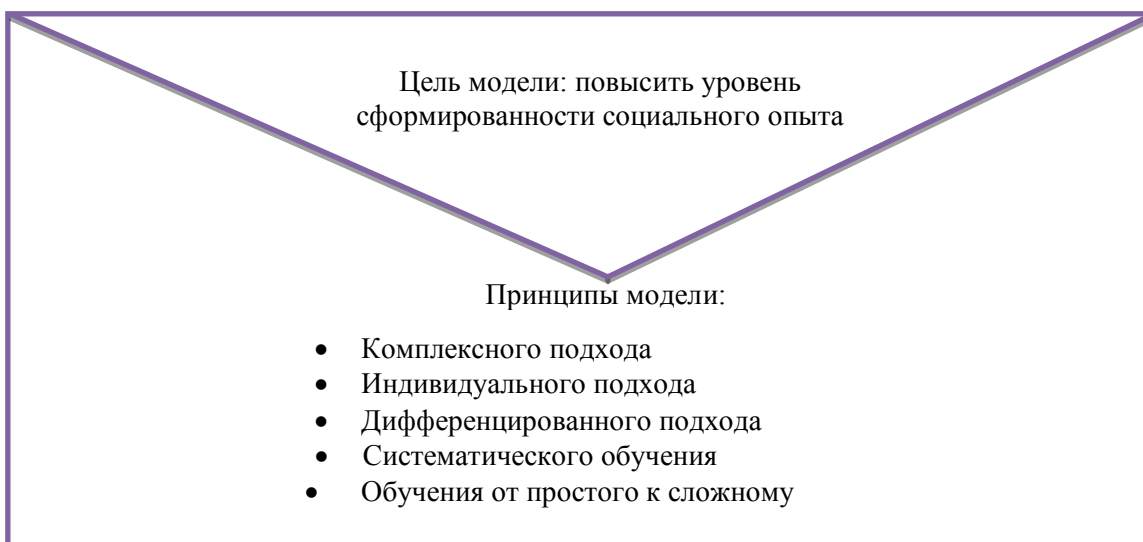 Цель модели: повысить уровень
сформированности социального опыта
Принципы модели:
• Комплексного подхода
• Индивидуального подхода
• Дифференцированного подхода
• Систематического обучения
• Обучения от простого к сложному